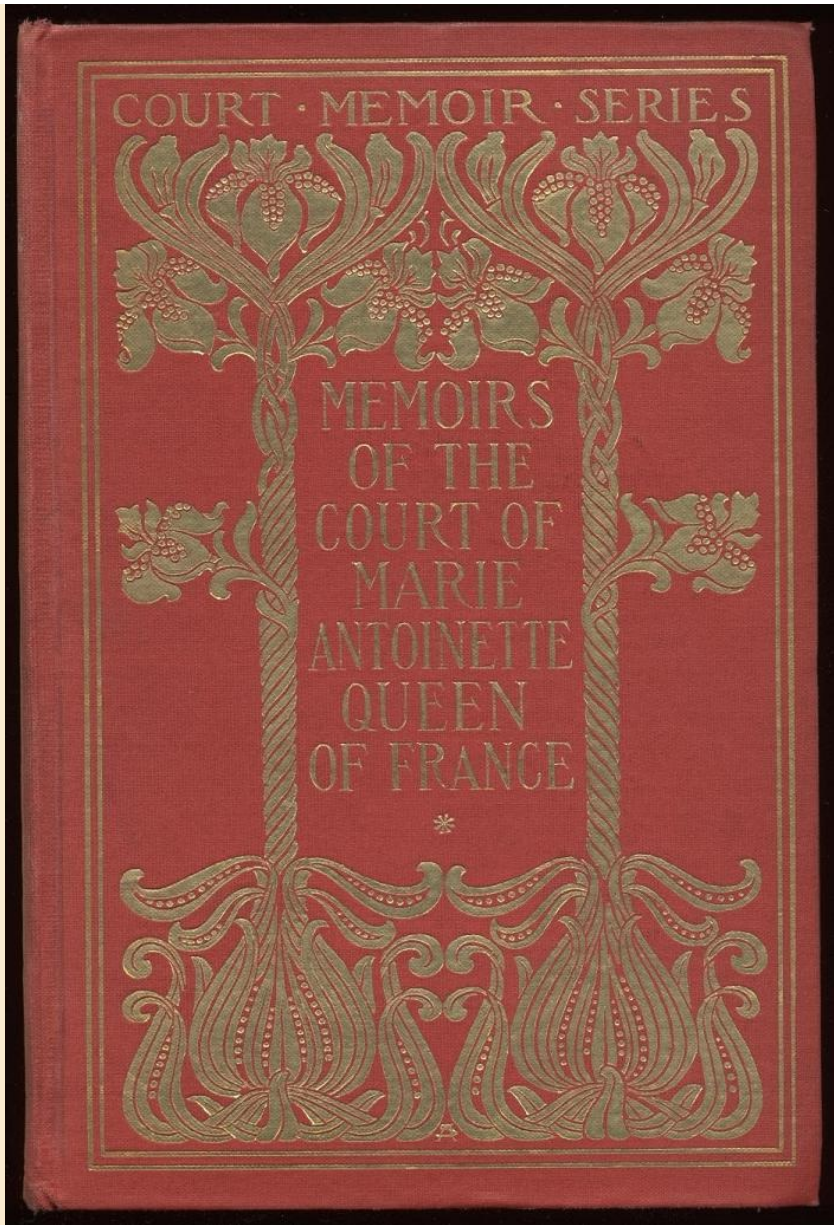 COURT · MEMOIR · SERIES
MEMOIRS
OF THE
COURT OF
MARIE
ANTOINETTE
QUEEN
OF FRANCE
*